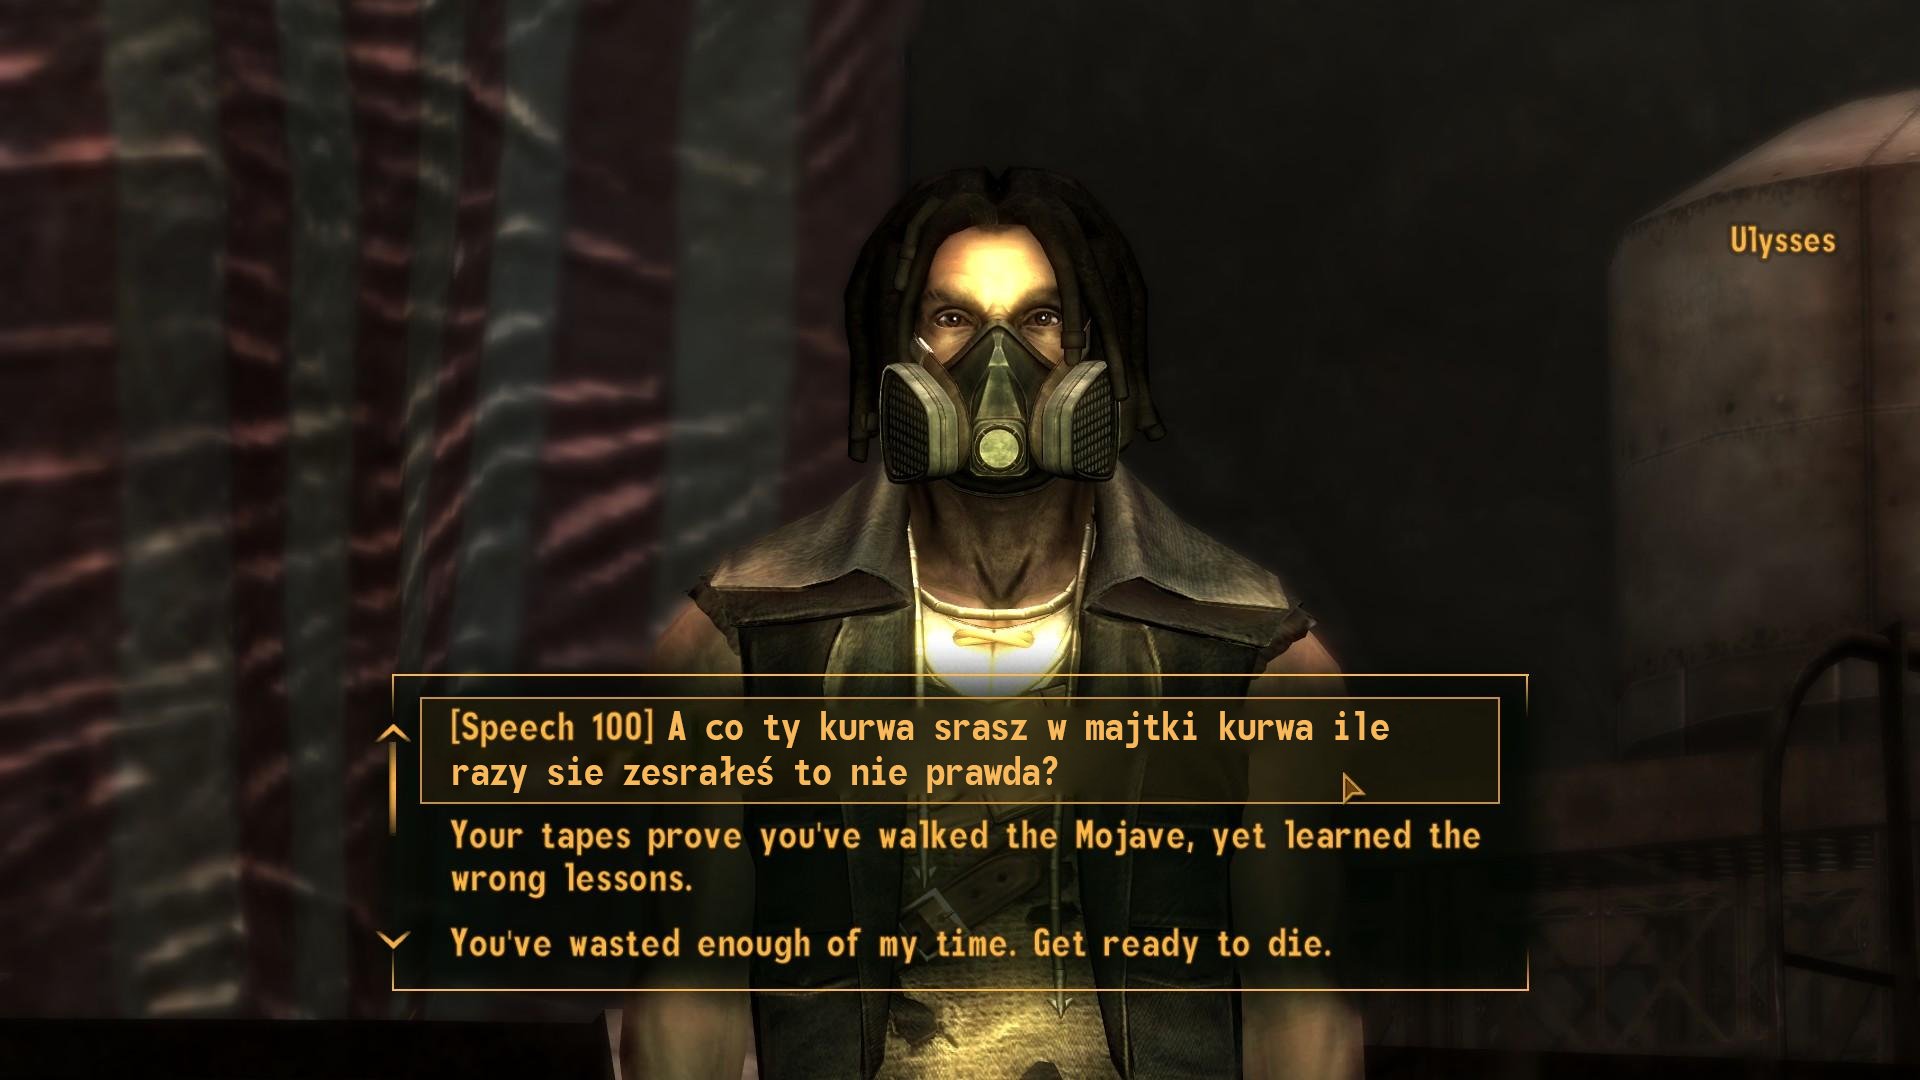 Ulysses
[Speech 100] A co ty kurwa srasz w majtki kurwa ile
razy sie zesrałeś to nie prawda?
Your tapes prove you've walked the Mojave, yet learned the
wrong lessons.
You've wasted enough of my time. Get ready to die.